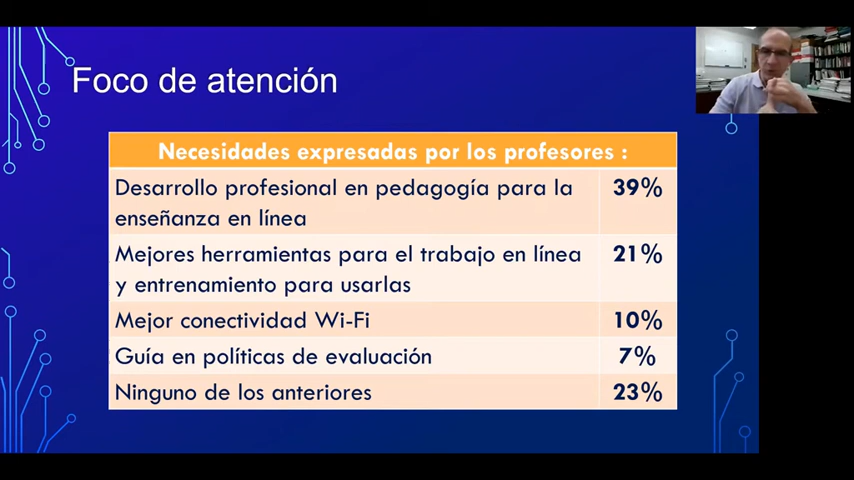 Foco de atención
Necesidades expresadas por los profesores :
Desarrollo profesional en pedagogía para la 39%
enseñanza en línea
Mejores herramientas para el trabajo en línea 21%
y entrenamiento para usarlas
Mejor conectividad Wi-Fi 10%
Guía en políticas de evaluación 7%
Ninguno de los anteriores 23%